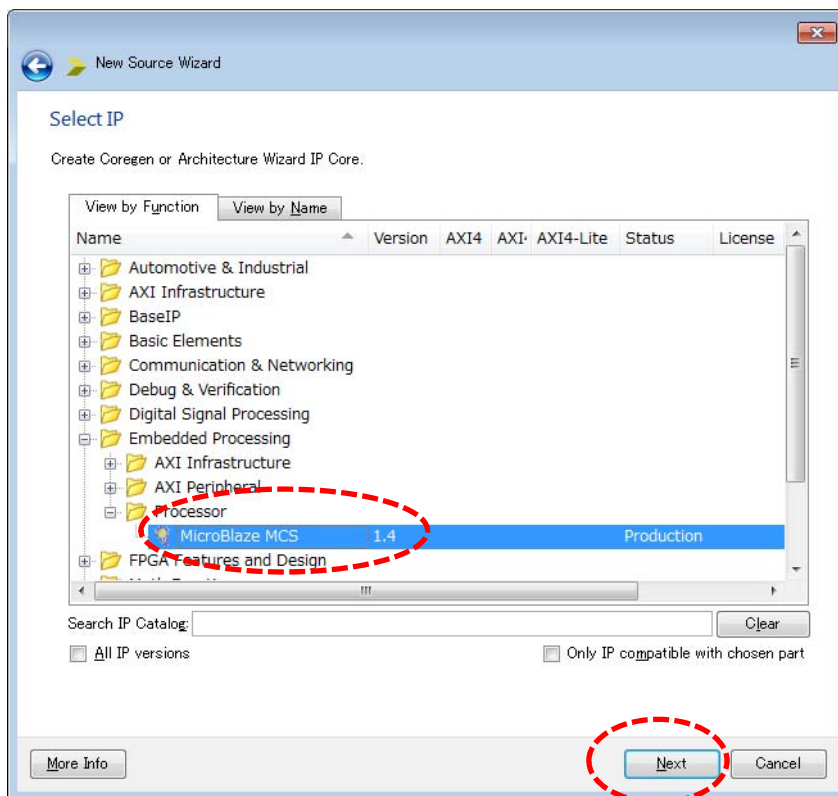 New Source Wizard
Select IP
Create Coregen or Architecture Wizard IP Core.
View by Function View by Name
Name Version AXI4 AXI4 AXI4-Lite Status License
Automotive & Industrial
AXI Infrastructure
BaseIP
Basic Elements
Communication & Networking
Debug & Verification
Digital Signal Processing
Embedded Processing
AXI Infrastructure
AXI Peripheral
Processor
MicroBlaze MCS 1.4 Production
FPGA Features and Design
Search IP Catalog: Clear
All IP versions Only IP compatible with chosen part
More Info Next Cancel